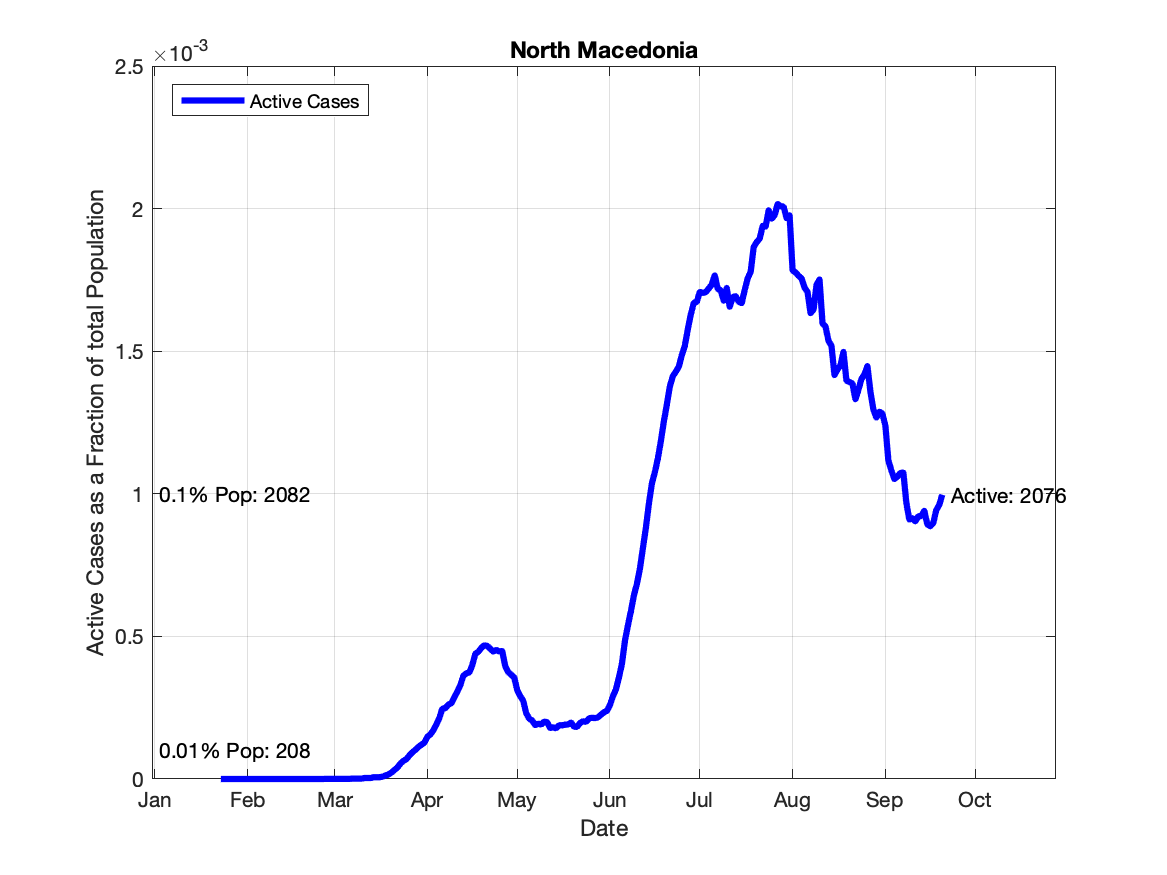 North Macedonia
×10-3
2.5
2
1.5
1
0.5
0
Active Cases
0.1% Pop: 2082
0.01% Pop: 208
Active: 2076
Active Cases as a Fraction of total Population
Jan Feb Mar Apr May Jun Jul Aug Sep Oct
Date